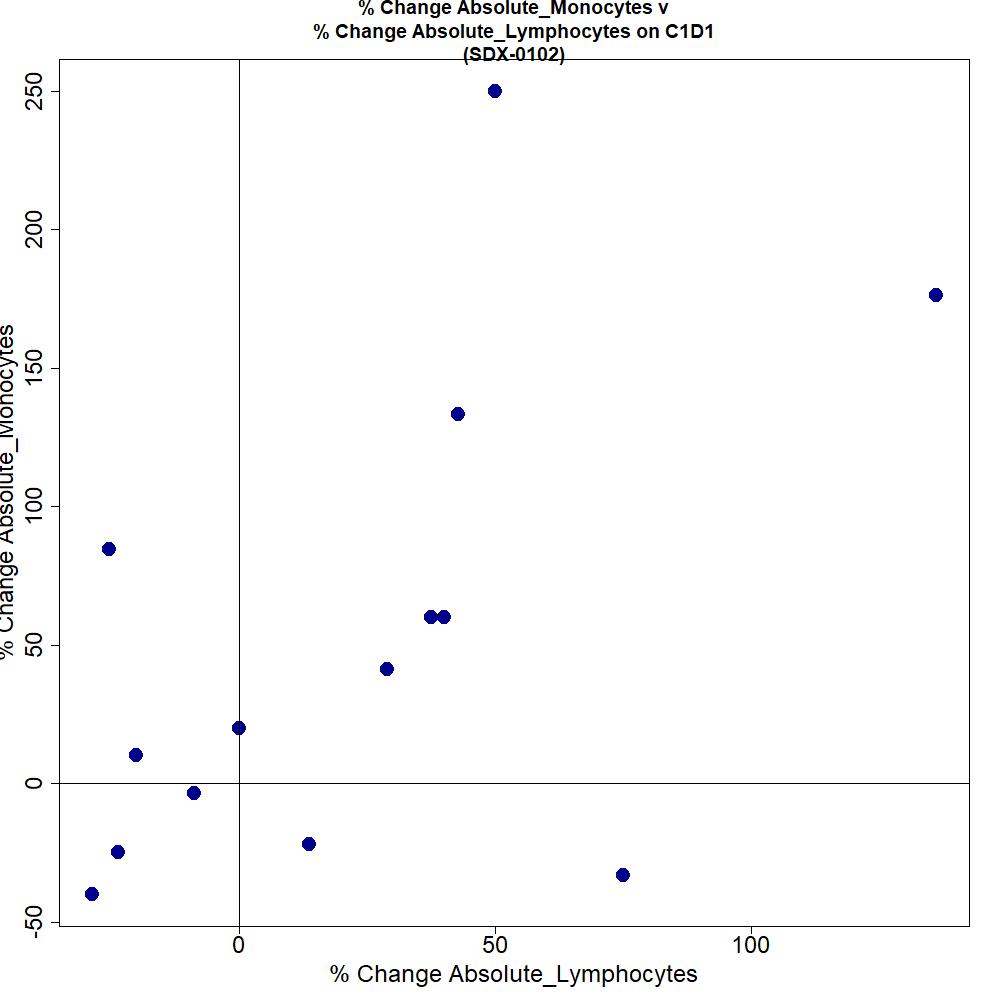 % Change Absolute_Monocytes v
% Change Absolute_Lymphocytes on C1D1
(SDX-0102)
% Change Absolute_Monocytes
250
200
150
100
50
0
-50
0
50
100
% Change Absolute_Lymphocytes